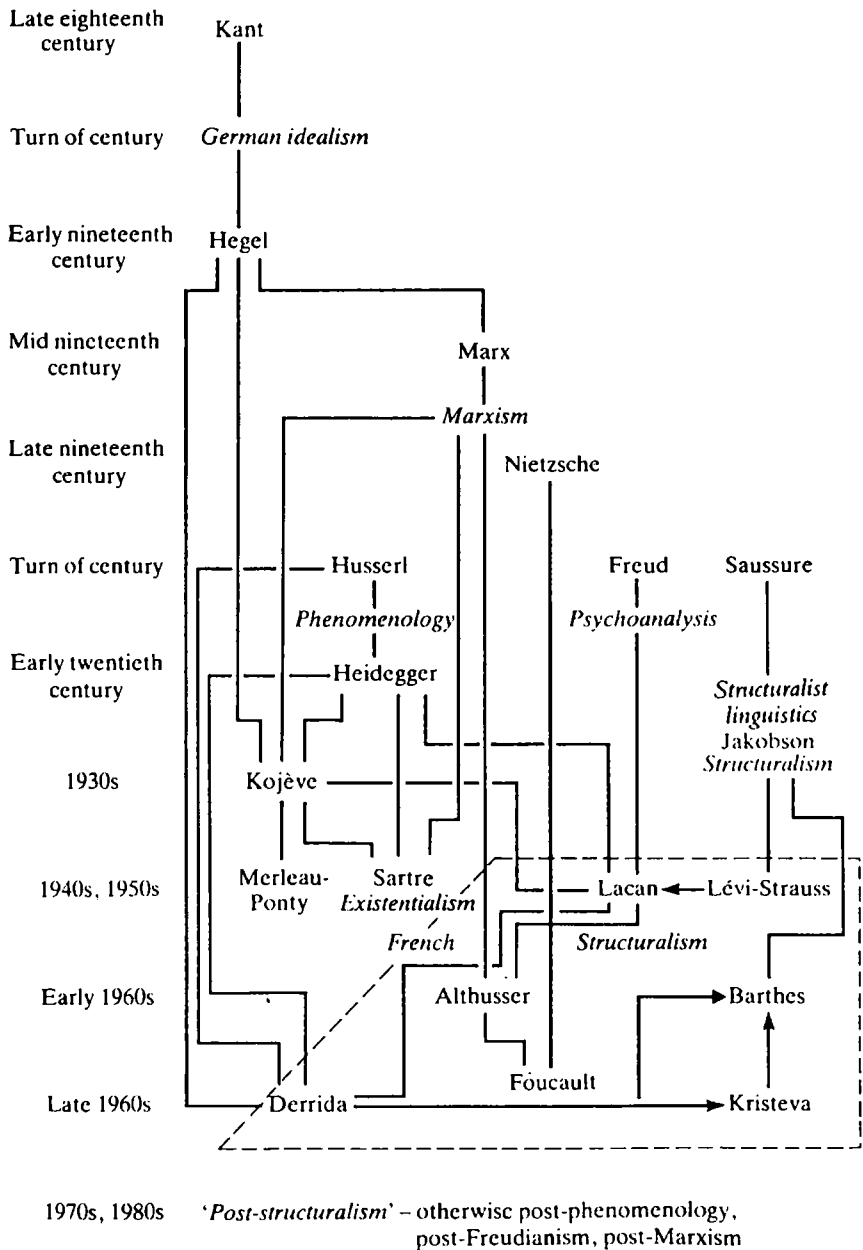 Late eighteenth
century
Kant
Turn of century
German idealism
Early nineteenth
century
Hegel
Mid nineteenth
century
Marx
Marxism
Late nineteenth
century
Nietzsche
Turn of century
Husserl
Freud
Saussure
Phenomenology
Psychoanalysis
Early twentieth
century
Heidegger
Structuralist
linguistics
Jakobson
Structuralism
1930s
Kojève
1940s, 1950s
Merleau-
Ponty
Sartre
Existentialism
Lacan
Lévi-Strauss
French
Structuralism
Early 1960s
Althusser
Barthes
Foucault
Late 1960s
Derrida
Kristeva
1970s, 1980s
'Post-structuralism' – otherwise post-phenomenology,
post-Freudianism, post-Marxism